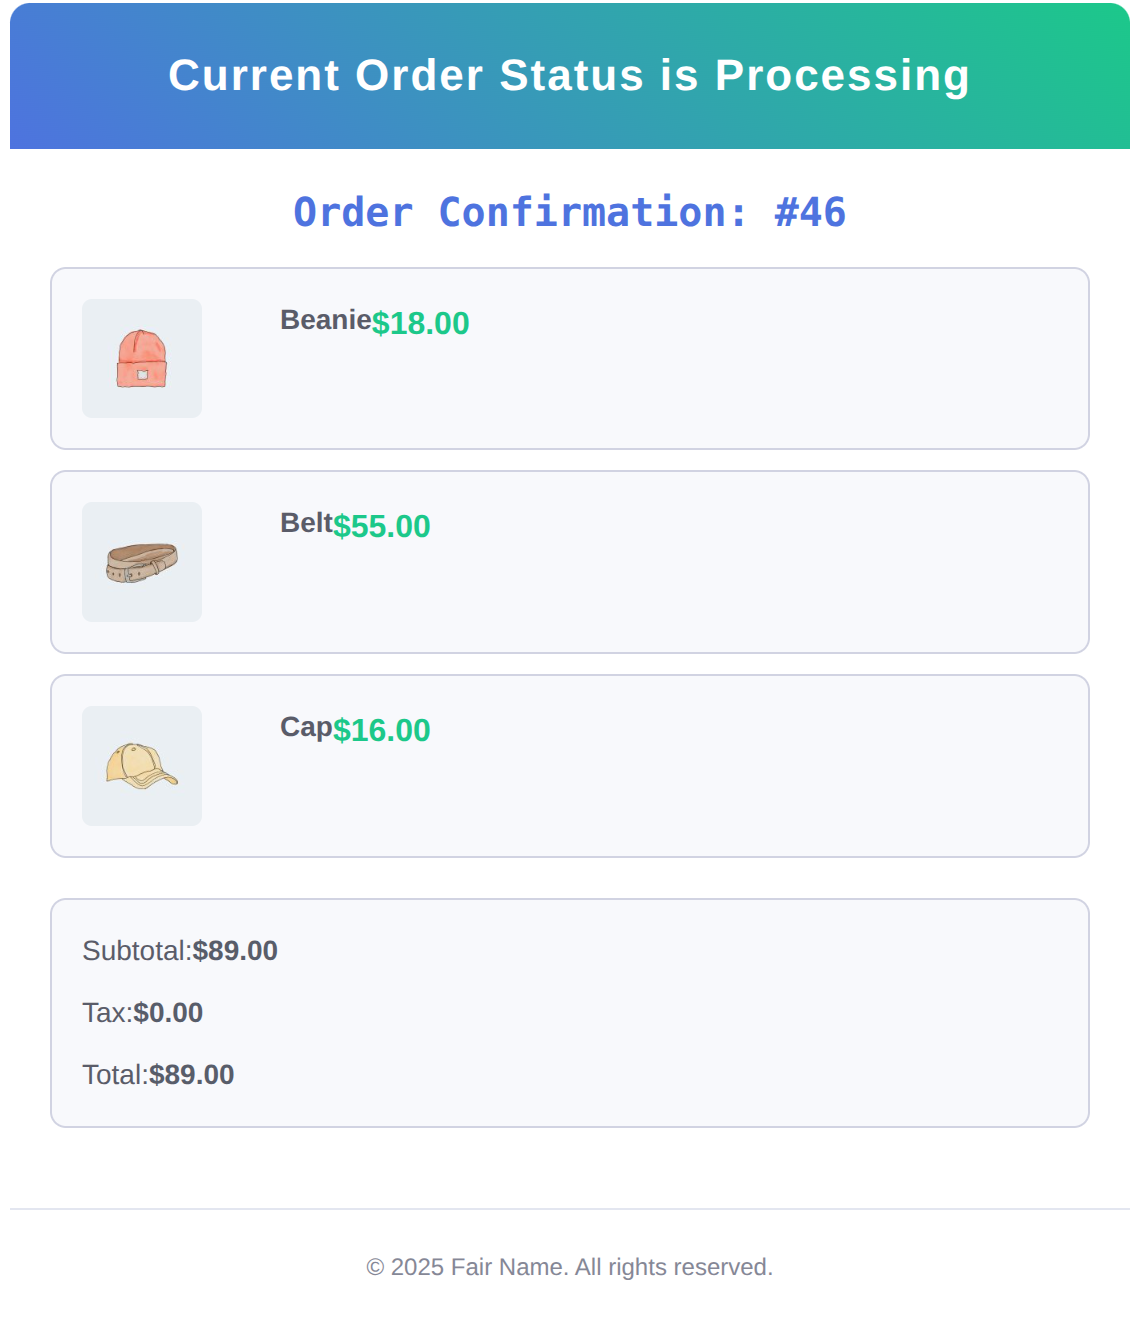 Current Order Status is Processing
Order Confirmation: #46
Beanie$18.00
Belt$55.00
Cap$16.00
Subtotal:$89.00
Tax:$0.00
Total:$89.00
© 2025 Fair Name. All rights reserved.